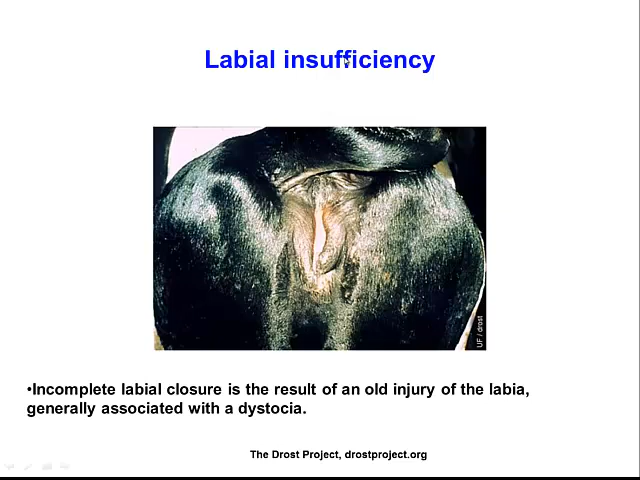 Labial insufficiency
UF / drost
•Incomplete labial closure is the result of an old injury of the labia,
generally associated with a dystocia.
The Drost Project, drostproject.org